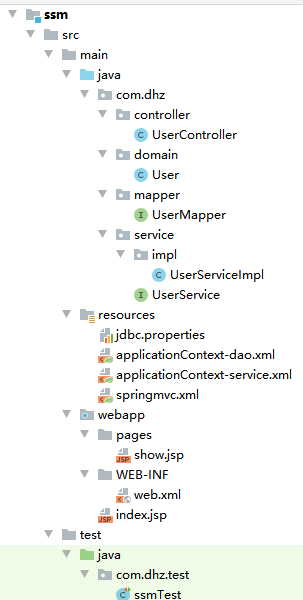 ssm
src
main
java
com.dhz
controller
UserController
domain
User
mapper
UserMapper
service
impl
UserServiceImpl
UserService
resources
jdbc.properties
applicationContext-dao.xml
applicationContext-service.xml
springmvc.xml
webapp
pages
show.jsp
WEB-INF
web.xml
index.jsp
test
java
com.dhz.test
ssmTest